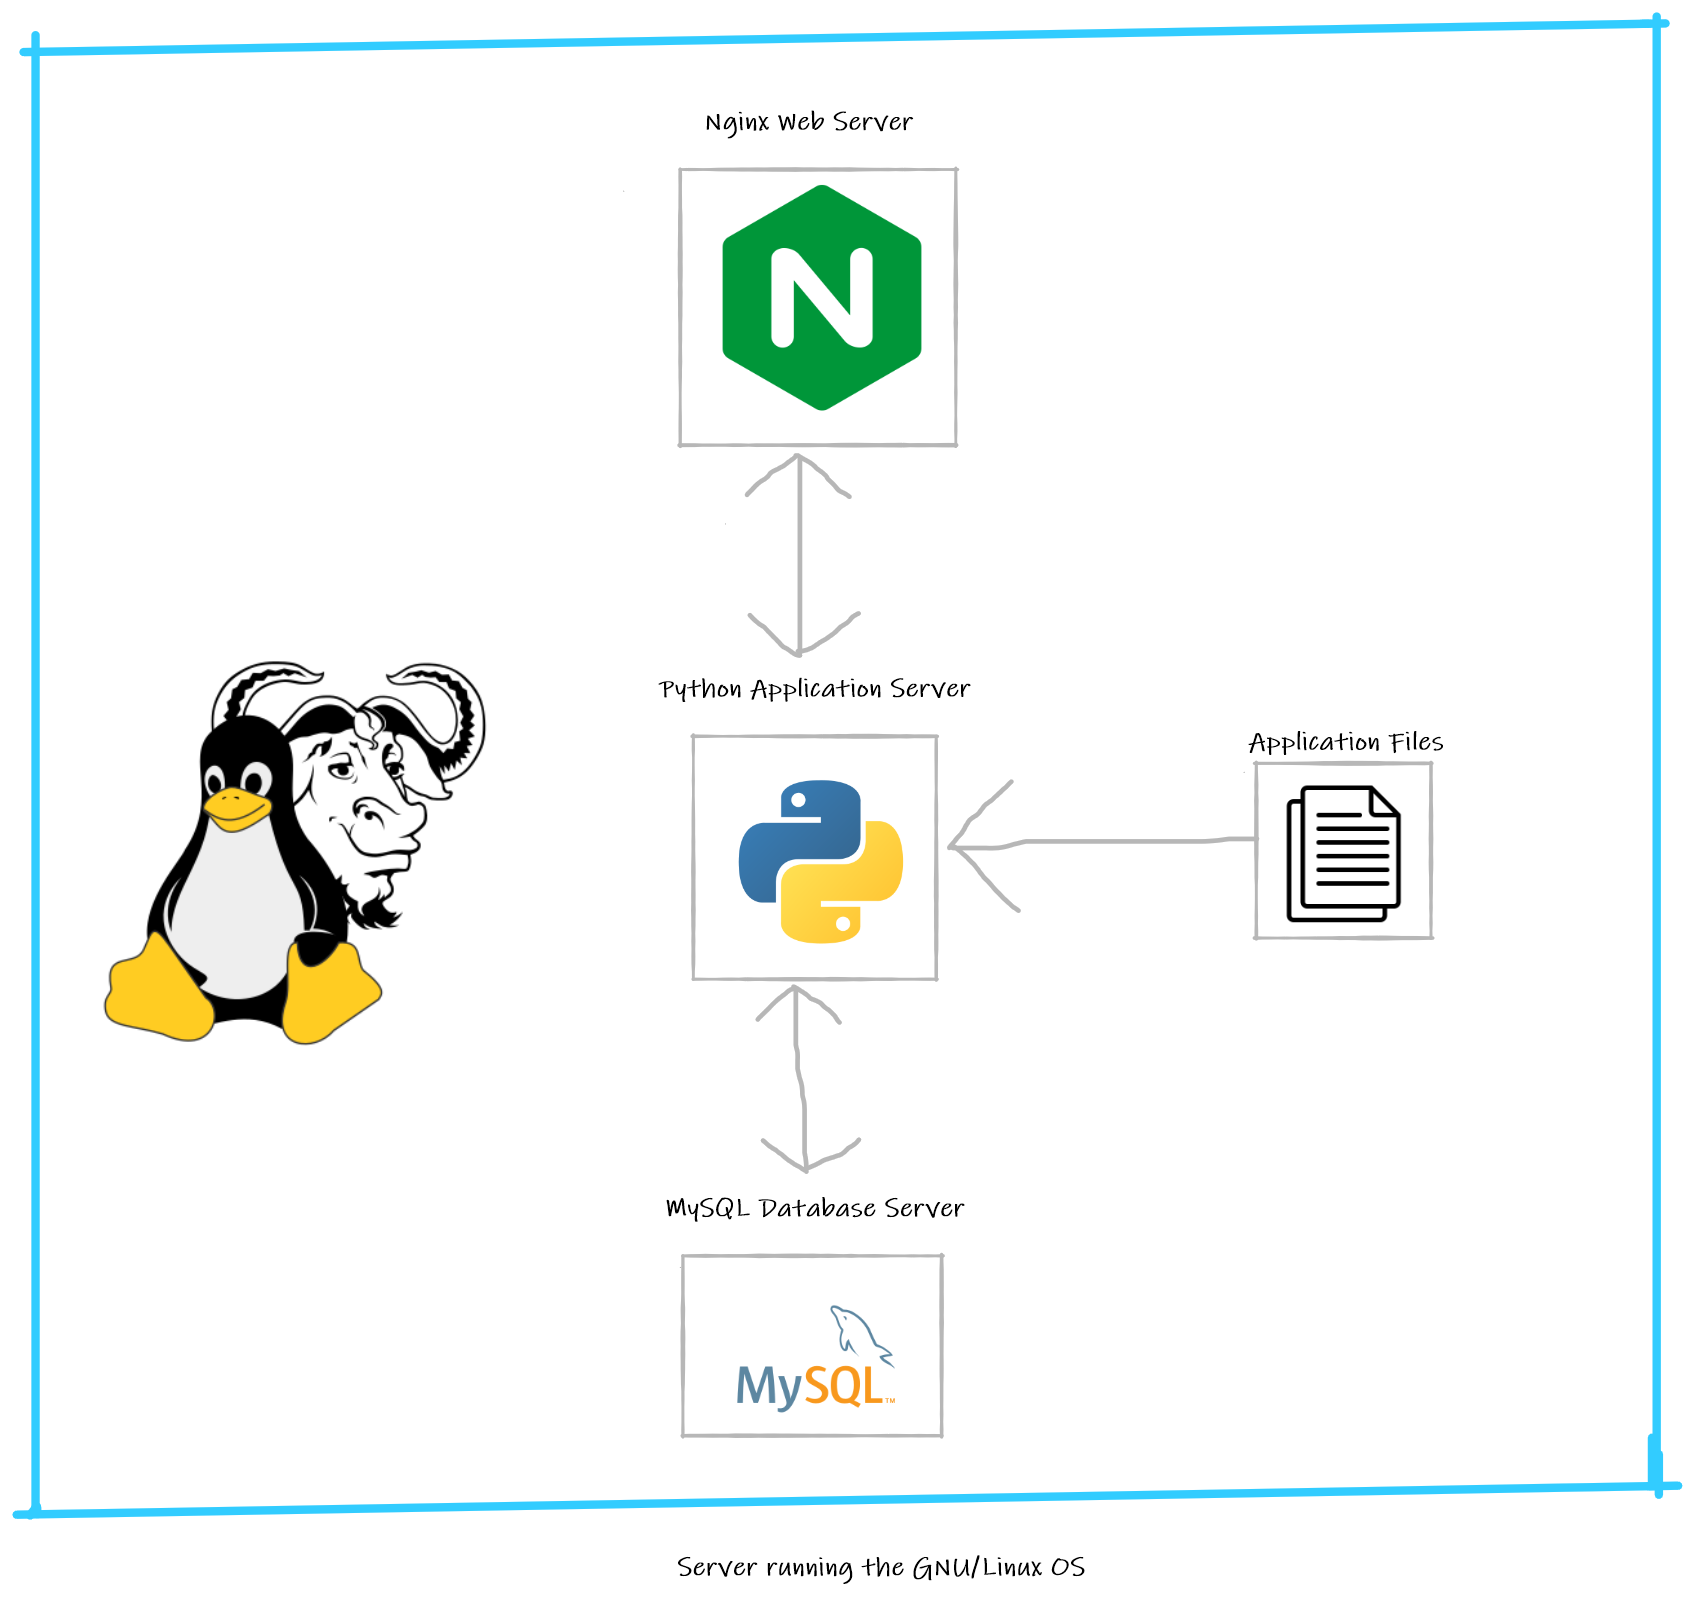 Nginx Web Server
N
Python Application Server
Application Files
MySQL Database Server
MySQL™
Server running the GNU/Linux OS